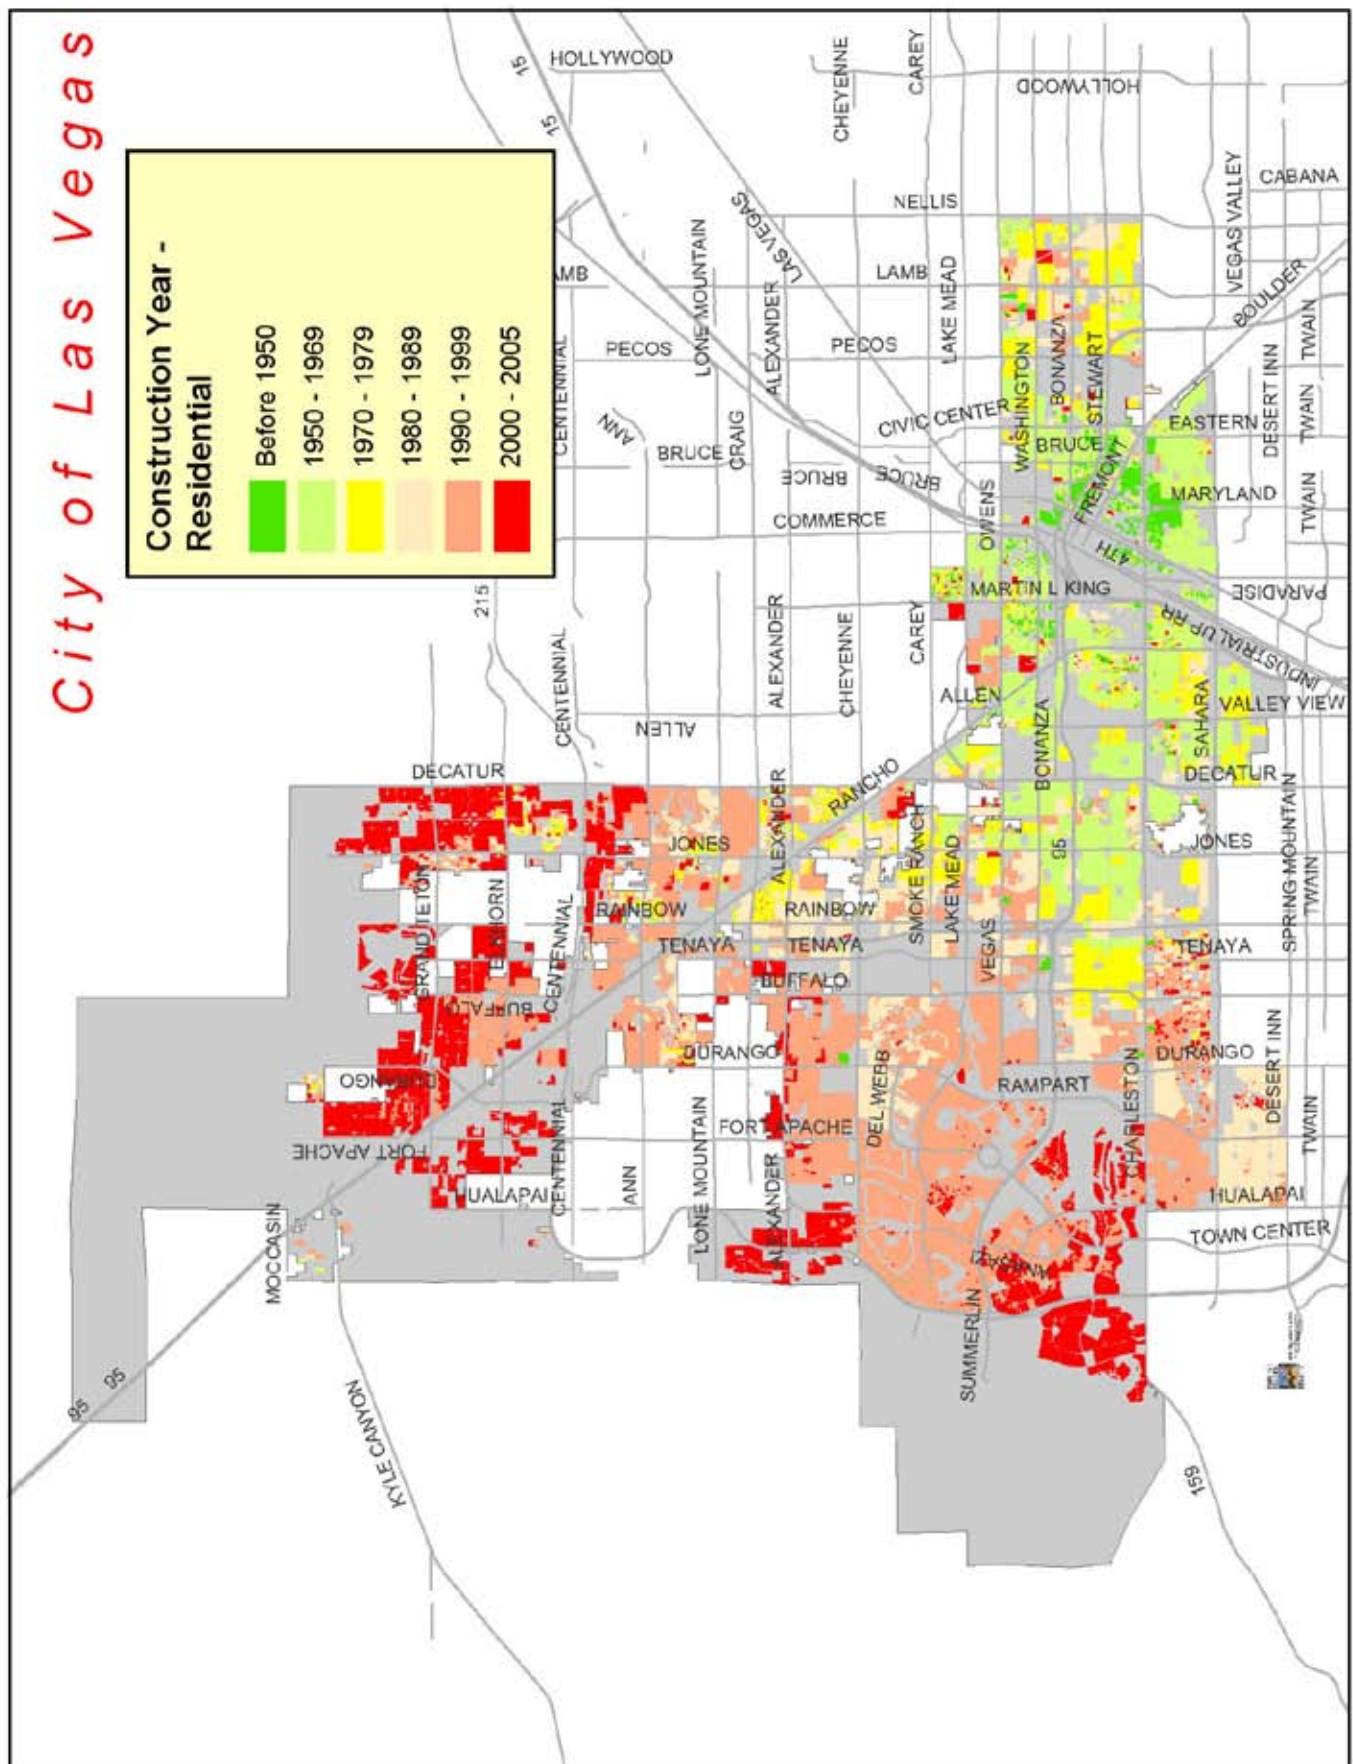 City of Las Vegas
Construction Year -
Residential
Before 1950
1950 - 1969
1970 - 1979
1980 - 1989
1990 - 1999
2000 - 2005
15
HOLLYWOOD
15
CHEYENNE
CAREY
HOLLYWOOD
NELLIS
VEGAS VALLEY
CABANA
LAS VEGAS
LONE MOUNTAIN
AMB
LAMB
LAKE MEAD
ALEXANDER
BOULDER
CENTENNIAL
PECOS
PECOS
WASHINGTON
BONANZA
STEWART
DESERT INN
TWAIN
ANN
BRUCE
CRAIG
BRUCE
BRUCE
CIVIC CENTER
BRUCE
EASTERN
TWAIN
COMMERCE
OWENS
FREMONT
MARYLAND
TWAIN
4TH
215
MARTIN L KING
PARADISE
INDUSTRIAL UP RR
CENTENNIAL
ALEXANDER
CHEYENNE
CAREY
ALLEN
ALLEN
BONANZA
SAHARA
VALLEY VIEW
DECATUR
ALEXANDER
RANCHO
DECATUR
JONES
SMOKE RANCH
LAKE MEAD
95
JONES
SPRING MOUNTAIN
TWAIN
GRAND TETON
ELKHORN
CENTENNIAL
RAINBOW
RAINBOW
TENAYA
TENAYA
VEGAS
TENAYA
BUFFALO
BUFFALO
DURANGO
DURANGO
DEL WEBB
RAMPART
CHARLESTON
DURANGO
DESERT INN
FORT APACHE
CENTENNIAL
LONE MOUNTAIN
FORT APACHE
TWAIN
HUALAPAI
ANN
ALEXANDER
HUALAPAI
MOCCASIN
ANASAZI
TOWN CENTER
SUMMERLIN
95
95
KYLE CANYON
159